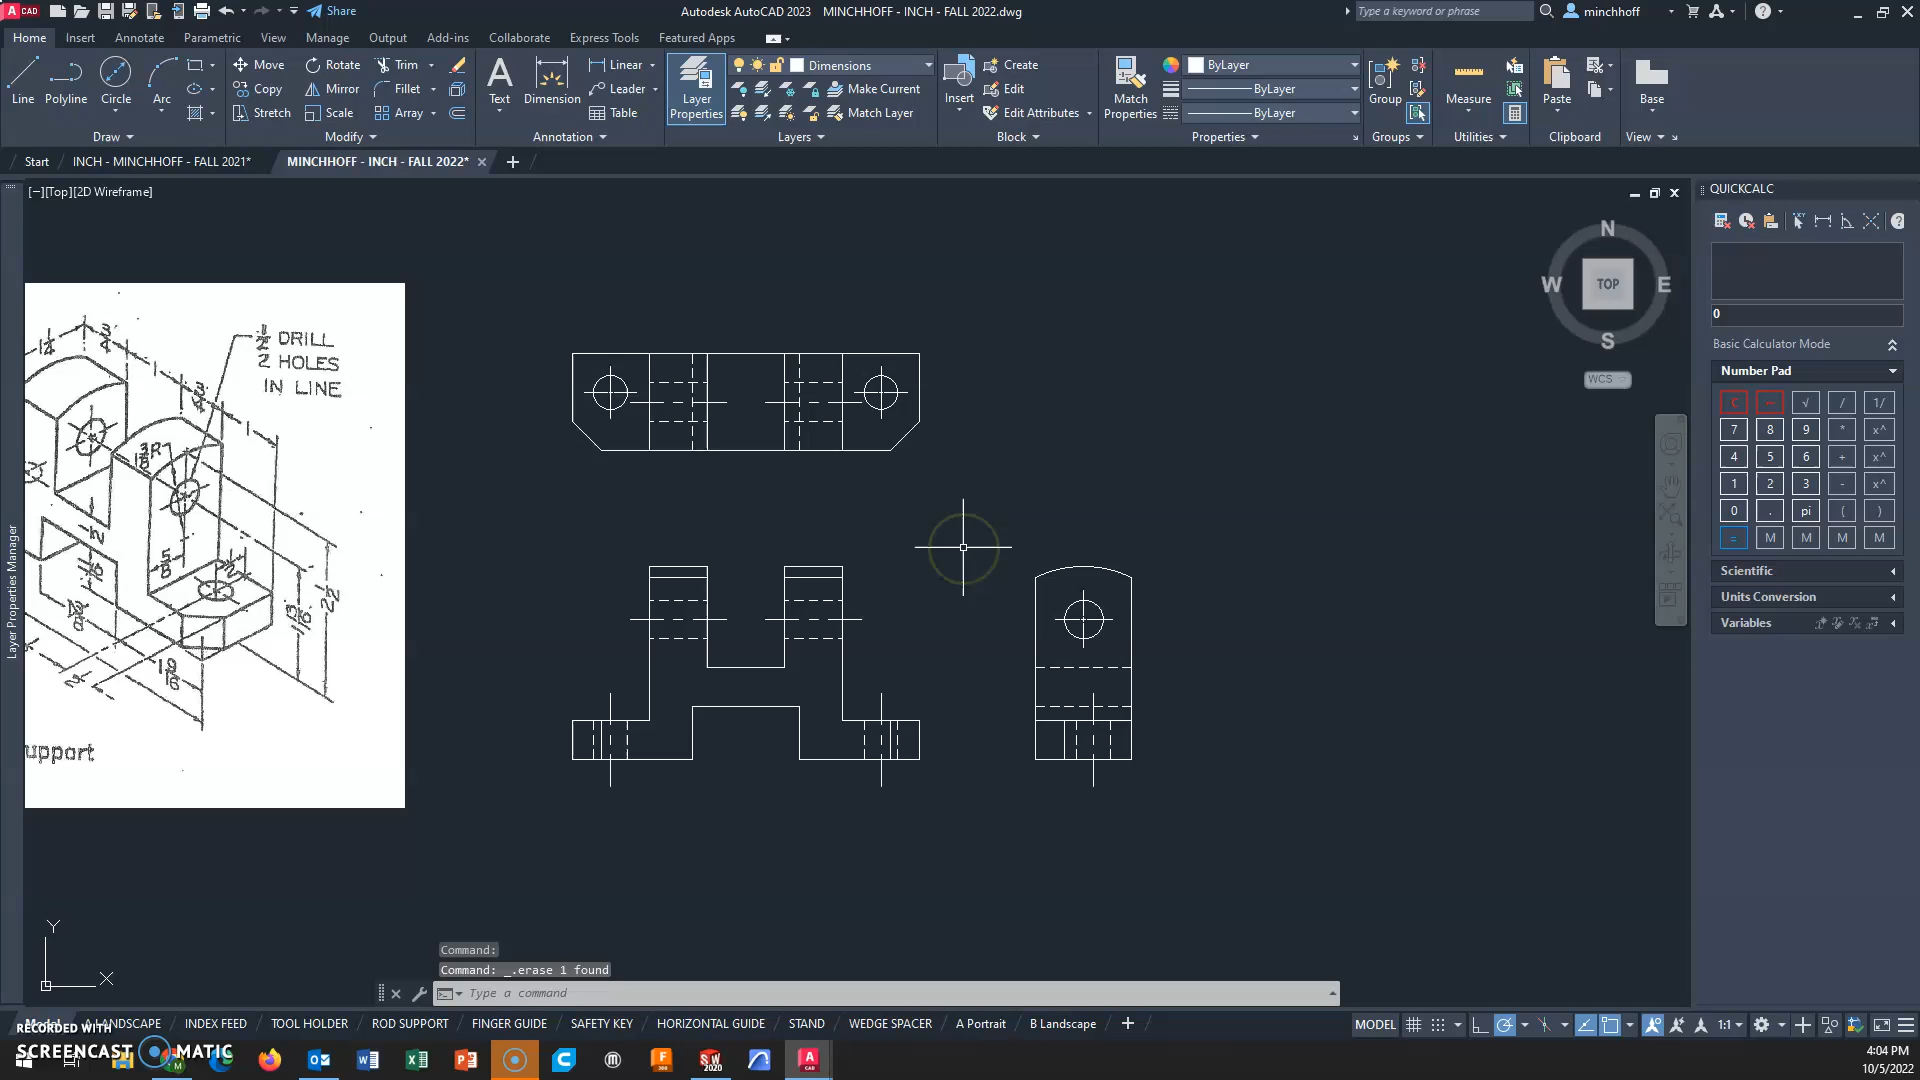 Share
Autodesk AutoCAD 2023 MINCHHOFF - INCH - FALL 2022.dwg
Type a keyword or phrase
minchhoff
Home Insert Annotate Parametric View Manage Output Add-ins Collaborate Express Tools Featured Apps
Line Polyline Circle Arc
Move Rotate Trim
Copy Mirror Fillet
Stretch Scale Array
Text Dimension
Linear
Leader
Table
Layer Properties
Dimensions
Make Current
Match Layer
Insert
Create
Edit
Edit Attributes
Match Properties
ByLayer
ByLayer
ByLayer
Group
Measure
Paste
Base
Draw Modify Annotation Layers Block Properties Groups Utilities Clipboard View
Start INCH - MINCHHOFF - FALL 2021* MINCHHOFF - INCH - FALL 2022*
[−][Top][2D Wireframe]
Layer Properties Manager
1/2 DRILL
2 HOLES
IN LINE
upport
N
W TOP E
S
WCS
QUICKCALC
0
Basic Calculator Mode
Number Pad
C √ / 1/
7 8 9 * x^
4 5 6 + x^
1 2 3 - x^
0 . pi ( )
= M M M M
Scientific
Units Conversion
Variables
Y
X
Command:
Command: _.erase 1 found
Type a command
Model A LANDSCAPE INDEX FEED TOOL HOLDER ROD SUPPORT FINGER GUIDE SAFETY KEY HORIZONTAL GUIDE STAND WEDGE SPACER A Portrait B Landscape
MODEL 1:1
RECORDED WITH
SCREENCAST MATIC
4:04 PM
10/5/2022